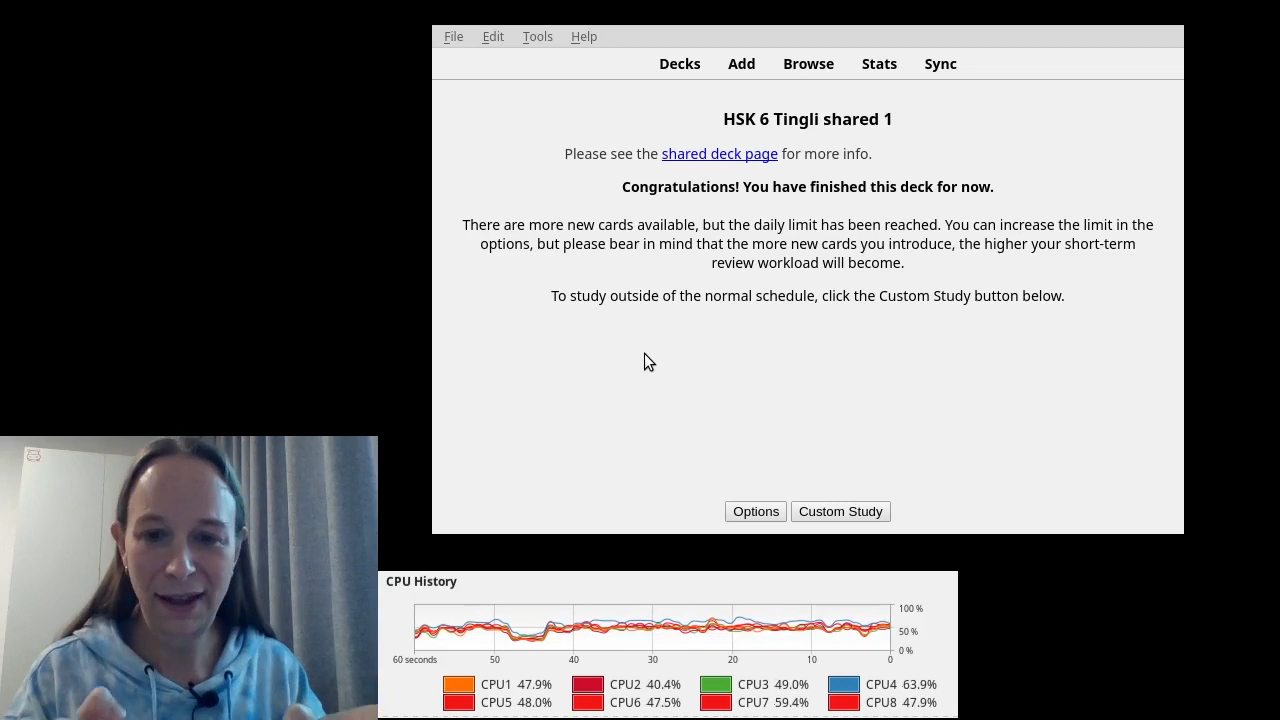 File Edit Tools Help
Decks Add Browse Stats Sync
HSK 6 Tingli shared 1
Please see the shared deck page for more info.
Congratulations! You have finished this deck for now.
There are more new cards available, but the daily limit has been reached. You can increase the limit in the
options, but please bear in mind that the more new cards you introduce, the higher your short-term
review workload will become.
To study outside of the normal schedule, click the Custom Study button below.
Options Custom Study
CPU History
100 %
50 %
0 %
60 seconds 50 40 30 20 10 0
CPU1 47.9% CPU2 40.4% CPU3 49.0% CPU4 63.9%
CPU5 48.0% CPU6 47.5% CPU7 59.4% CPU8 47.9%